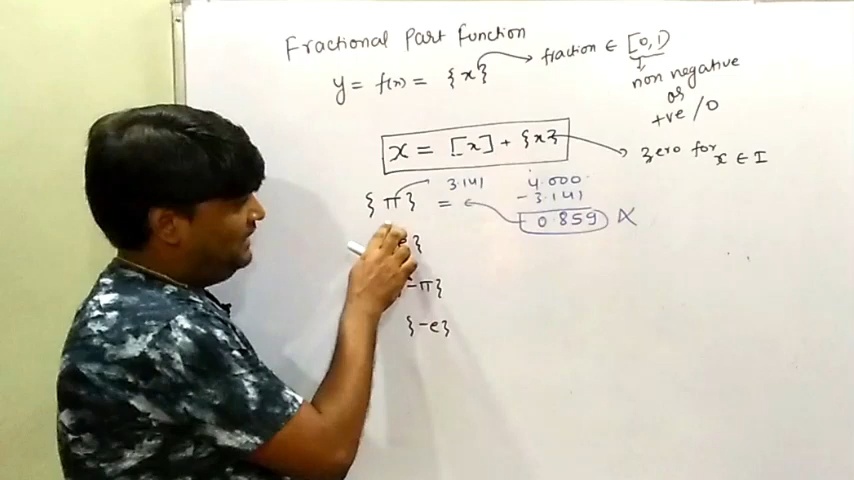 Fractional Part Function
y = f(x) = {x} → fraction ∈ [0,1)
non negative
or
+ve / 0
x = [x] + {x} → zero for x ∈ I
{π} = 3.141
4.000
- 3.141
0.859 ×
e}
{-π}
{-e}